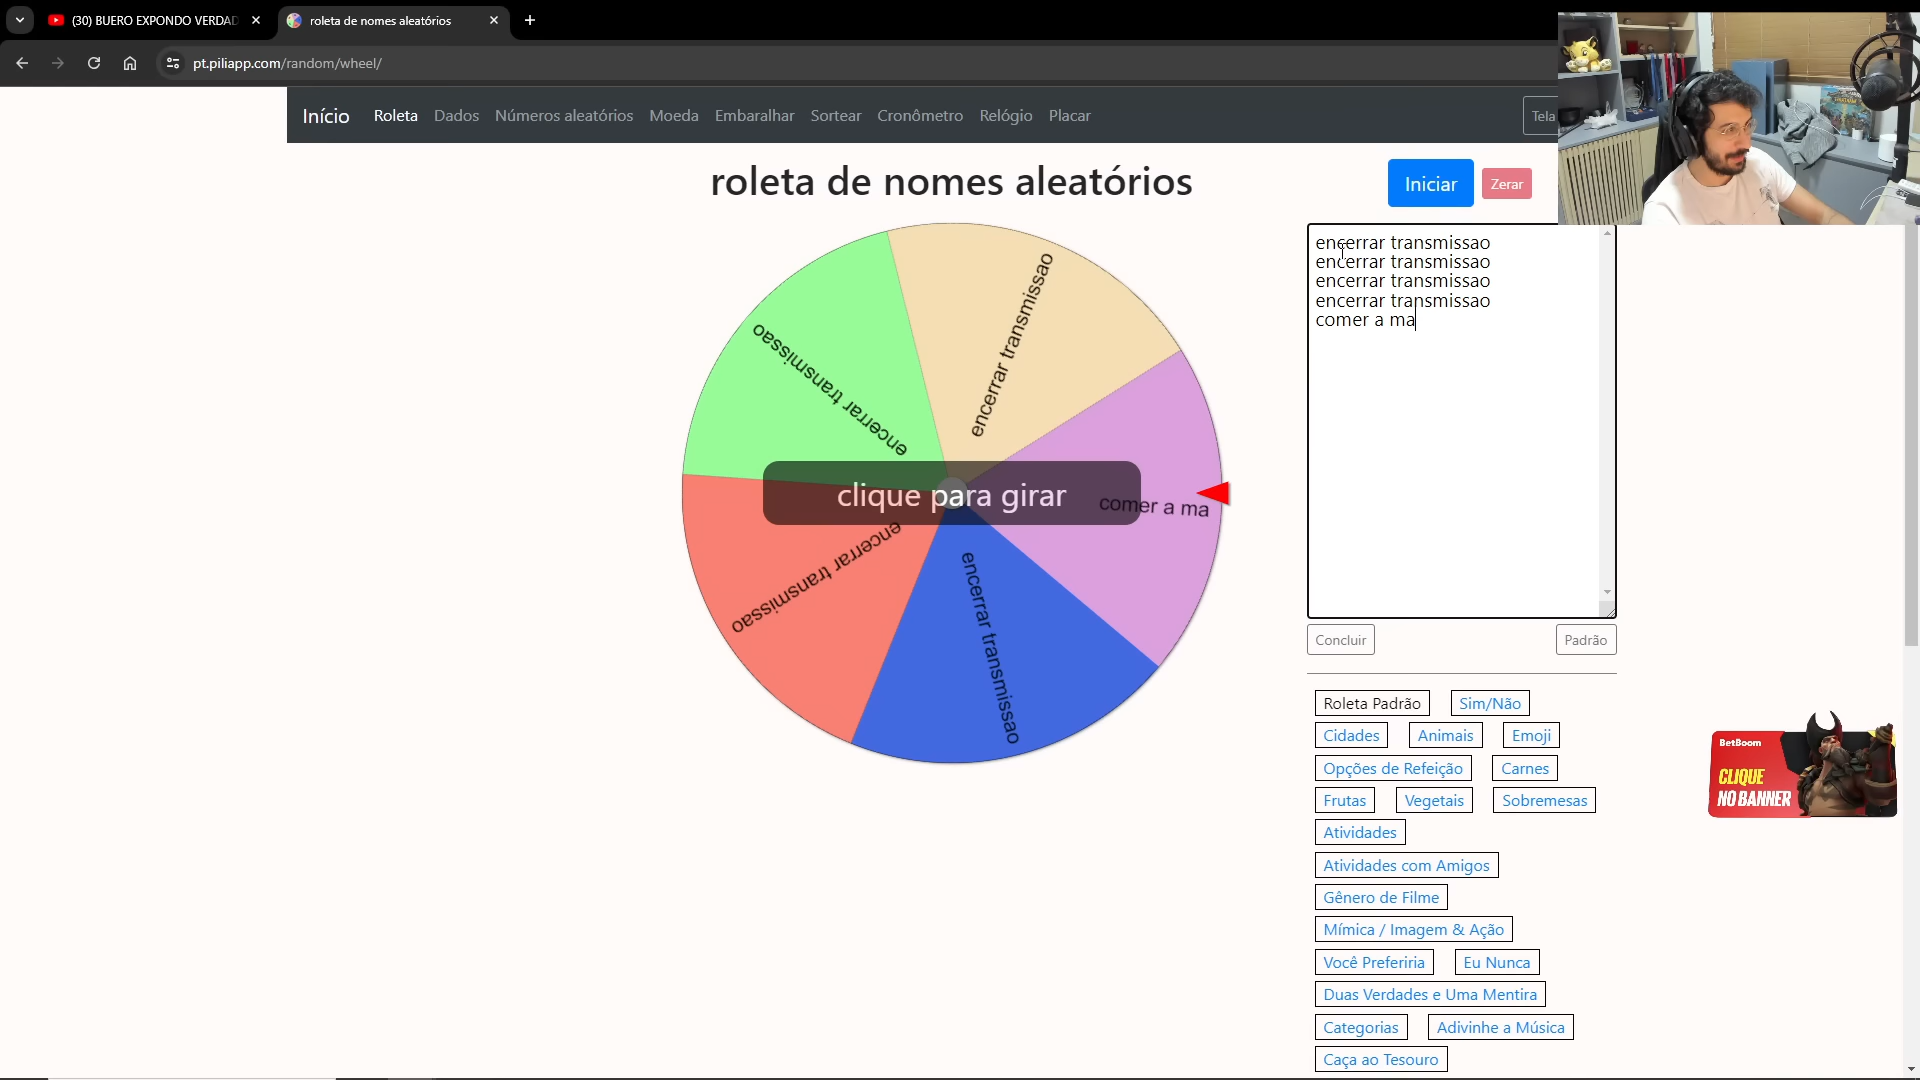 (30) BUERO EXPONDO VERDAD
roleta de nomes aleatórios
pt.piliapp.com/random/wheel/
Início Roleta Dados Números aleatórios Moeda Embaralhar Sortear Cronômetro Relógio Placar Tela
roleta de nomes aleatórios
Iniciar Zerar
encerrar transmissao
encerrar transmissao
encerrar transmissao
encerrar transmissao
comer a ma
encerrar transmissao
encerrar transmissao
clique para girar
comer a ma
encerrar transmissao
encerrar transmissao
Concluir Padrão
Roleta Padrão Sim/Não
Cidades Animais Emoji
Opções de Refeição Carnes
Frutas Vegetais Sobremesas
Atividades
Atividades com Amigos
Gênero de Filme
Mímica / Imagem & Ação
Você Preferiria Eu Nunca
Duas Verdades e Uma Mentira
Categorias Adivinhe a Música
Caça ao Tesouro
BetBoom
CLIQUE
NO BANNER